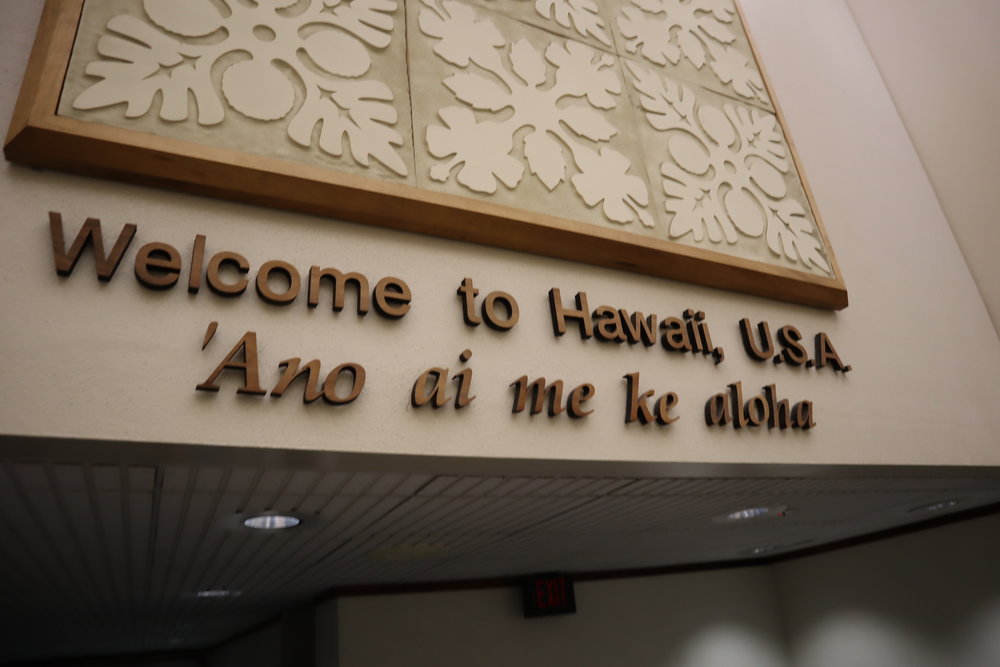 Welcome to Hawaii, U.S.A.
'Ano ai me ke aloha
EXIT